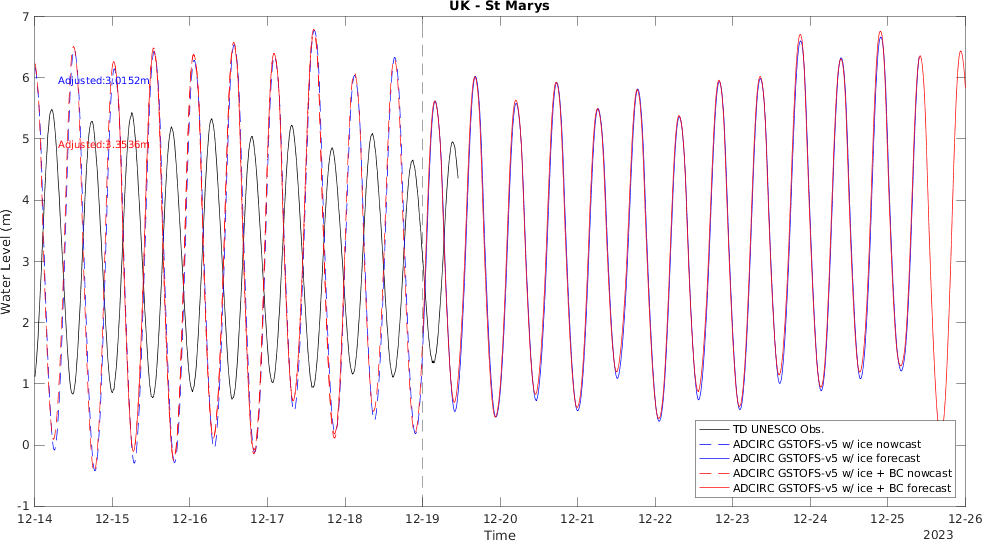 UK - St Marys
7
6
5
4
3
2
1
0
-1
Water Level (m)
Adjusted:3.0152m
Adjusted:3.3536m
TD UNESCO Obs.
ADCIRC GSTOFS-v5 w/ ice nowcast
ADCIRC GSTOFS-v5 w/ ice forecast
ADCIRC GSTOFS-v5 w/ ice + BC nowcast
ADCIRC GSTOFS-v5 w/ ice + BC forecast
12-14 12-15 12-16 12-17 12-18 12-19 12-20 12-21 12-22 12-23 12-24 12-25 12-26
Time
2023